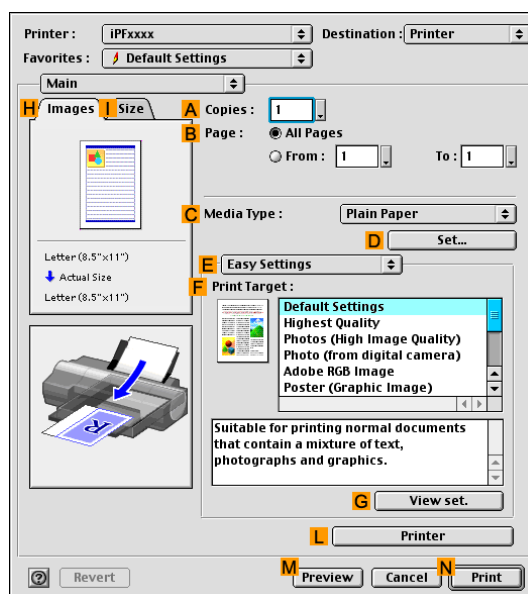 Printer : iPFxxxx Destination : Printer
Favorites : Default Settings
Main
H Images I Size
A Copies : 1
B Page : All Pages
From : 1 To : 1
C Media Type : Plain Paper
D Set...
Letter (8.5"x11")
Actual Size
Letter (8.5"x11")
E Easy Settings
F Print Target :
Default Settings
Highest Quality
Photos (High Image Quality)
Photo (from digital camera)
Adobe RGB Image
Poster (Graphic Image)
R
Suitable for printing normal documents
that contain a mixture of text,
photographs and graphics.
G View set.
L Printer
? Revert M Preview Cancel N Print